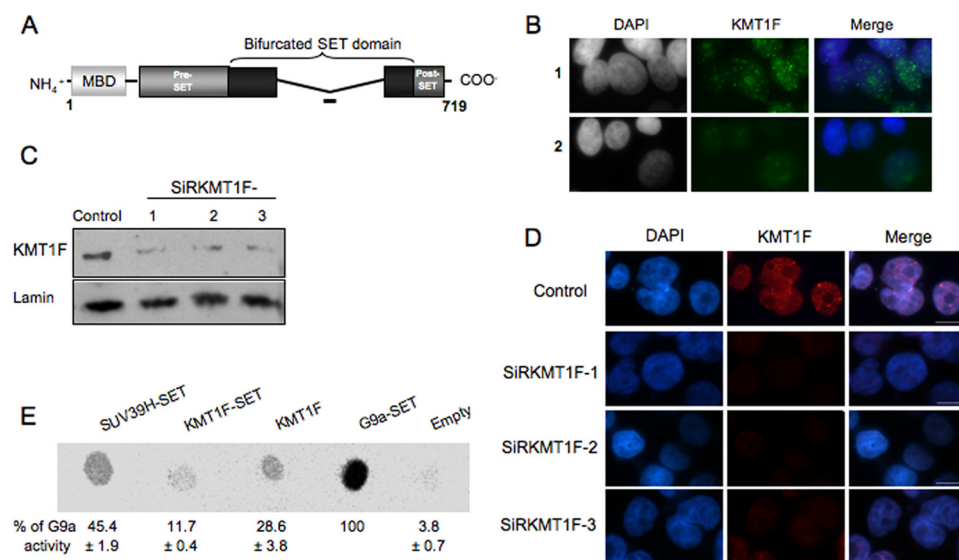 A
Bifurcated SET domain
NH₄⁺
MBD
Pre-
SET
Post-
SET
COO⁻
1
719
B
DAPI
KMT1F
Merge
1
2
C
SiRKMT1F-
Control
1
2
3
KMT1F
Lamin
D
DAPI
KMT1F
Merge
Control
SiRKMT1F-1
SiRKMT1F-2
SiRKMT1F-3
E
SUV39H-SET
KMT1F-SET
KMT1F
G9a-SET
Empty
% of G9a 45.4 11.7 28.6 100 3.8
activity ± 1.9 ± 0.4 ± 3.8 ± 0.7